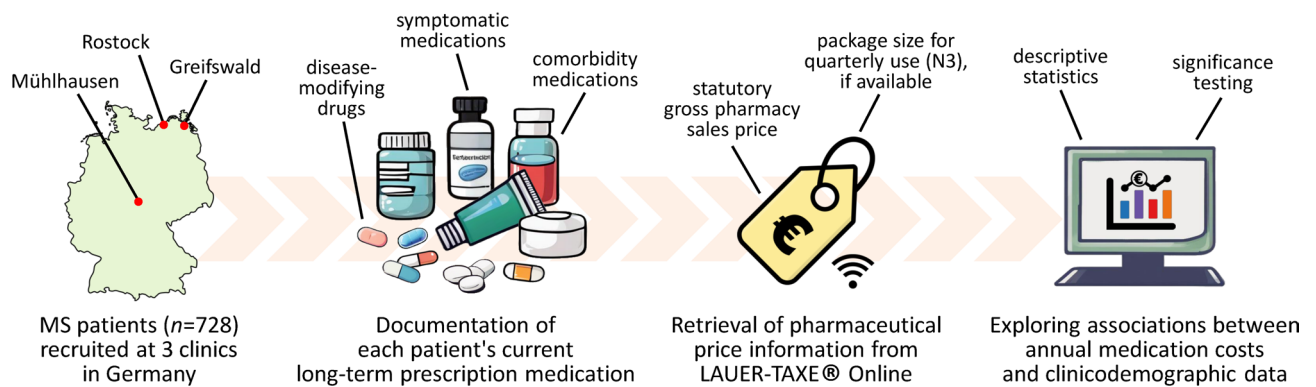 Rostock
Greifswald
Mühlhausen
MS patients (n=728)
recruited at 3 clinics
in Germany
symptomatic
medications
disease-
modifying
drugs
comorbidity
medications
Documentation of
each patient's current
long-term prescription medication
package size for
quarterly use (N3),
if available
statutory
gross pharmacy
sales price
€
Retrieval of pharmaceutical
price information from
LAUER-TAXE® Online
descriptive
statistics
significance
testing
€
Exploring associations between
annual medication costs
and clinicodemographic data